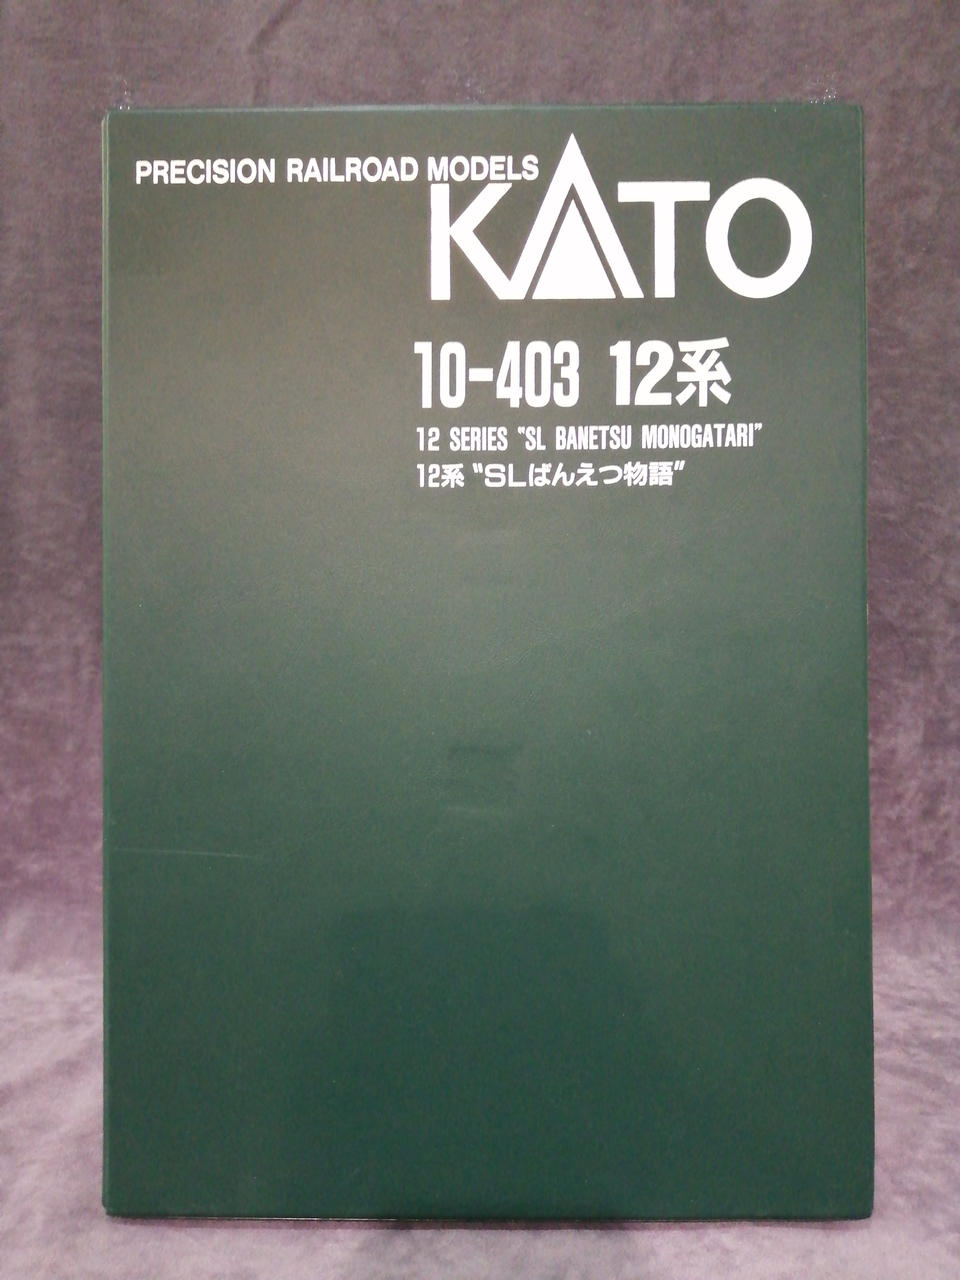 PRECISION RAILROAD MODELS
KATO
10-403 12系
12 SERIES "SL BANETSU MONOGATARI"
12系 "SLばんえつ物語"